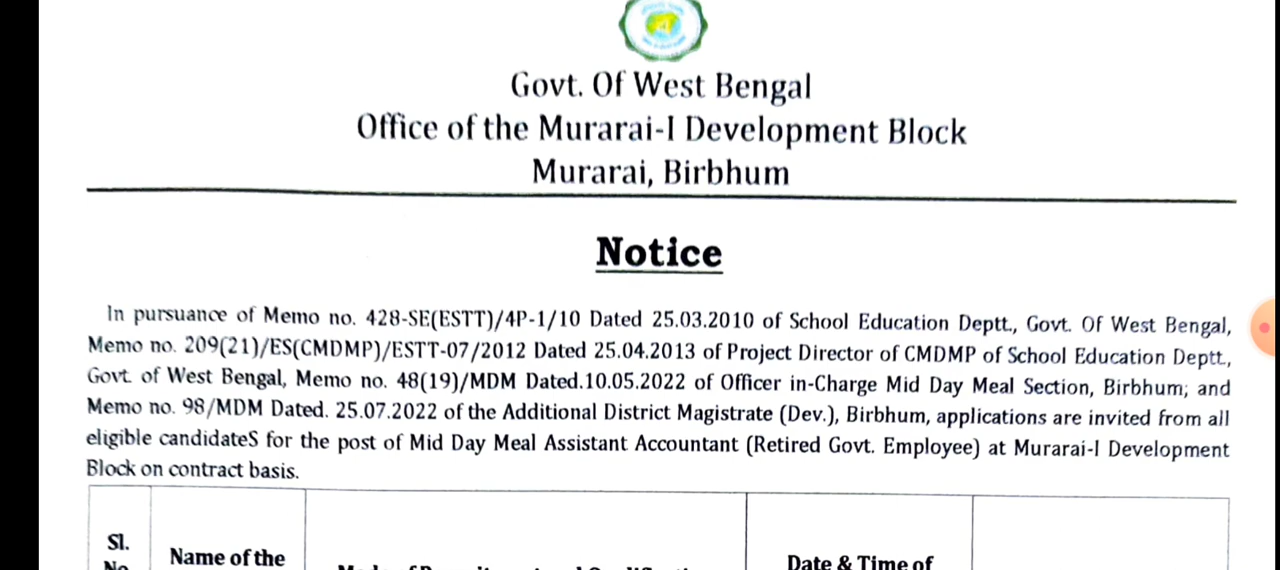 Govt. Of West Bengal
Office of the Murarai-I Development Block
Murarai, Birbhum
Notice
In pursuance of Memo no. 428-SE(ESTT)/4P-1/10 Dated 25.03.2010 of School Education Deptt., Govt. Of West Bengal,
Memo no. 209(21)/ES(CMDMP)/ESTT-07/2012 Dated 25.04.2013 of Project Director of CMDMP of School Education Deptt.,
Govt. of West Bengal, Memo no. 48(19)/MDM Dated.10.05.2022 of Officer in-Charge Mid Day Meal Section, Birbhum; and
Memo no. 98/MDM Dated. 25.07.2022 of the Additional District Magistrate (Dev.), Birbhum, applications are invited from all
eligible candidateS for the post of Mid Day Meal Assistant Accountant (Retired Govt. Employee) at Murarai-I Development
Block on contract basis.
Sl.
No
Name of the
Date & Time of